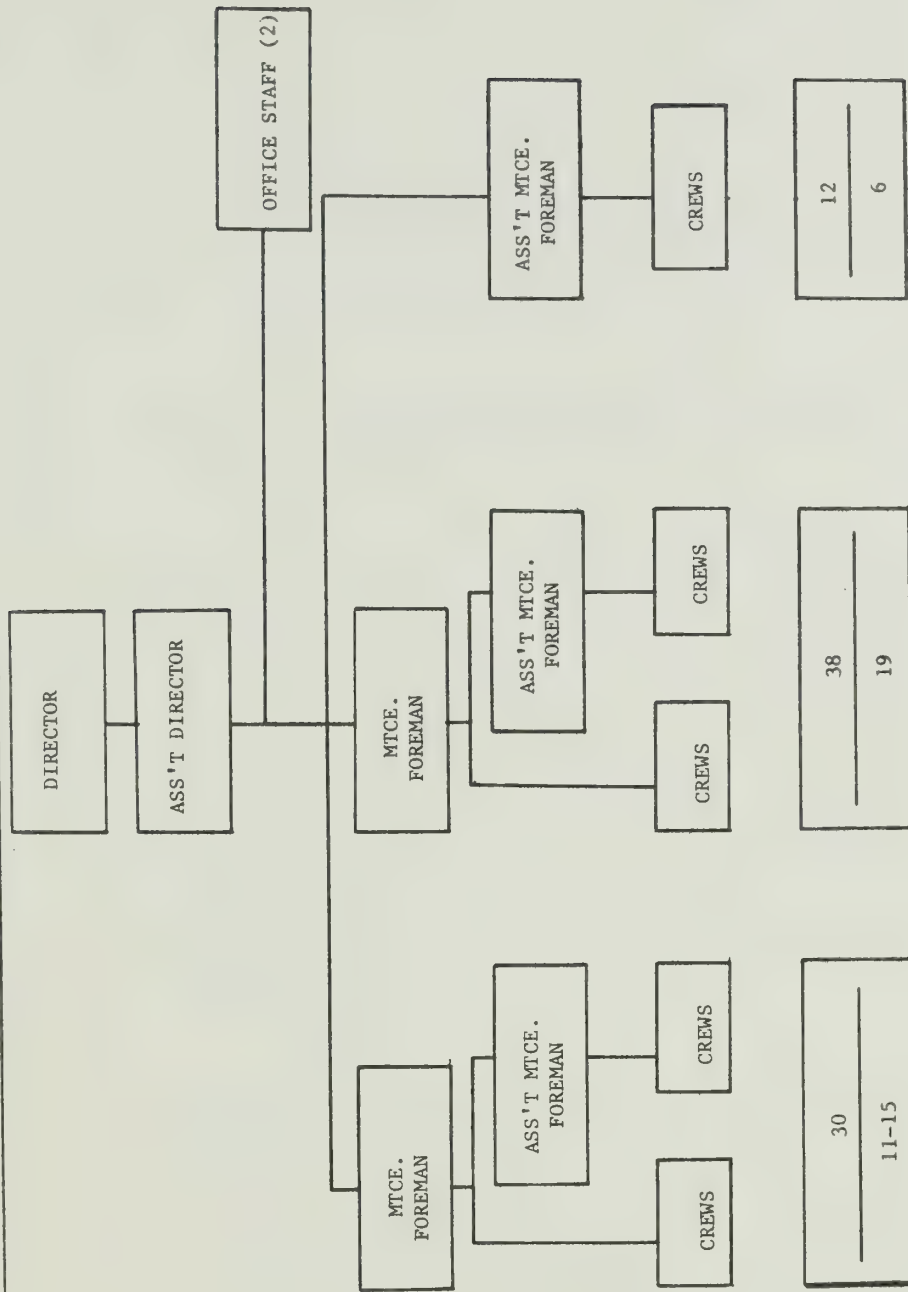 DIRECTOR
ASS'T DIRECTOR
OFFICE STAFF (2)
MTCE.
FOREMAN
MTCE.
FOREMAN
ASS'T MTCE.
FOREMAN
ASS'T MTCE.
FOREMAN
ASS'T MTCE.
FOREMAN
CREWS
CREWS
CREWS
CREWS
CREWS
30
11-15
38
19
12
6